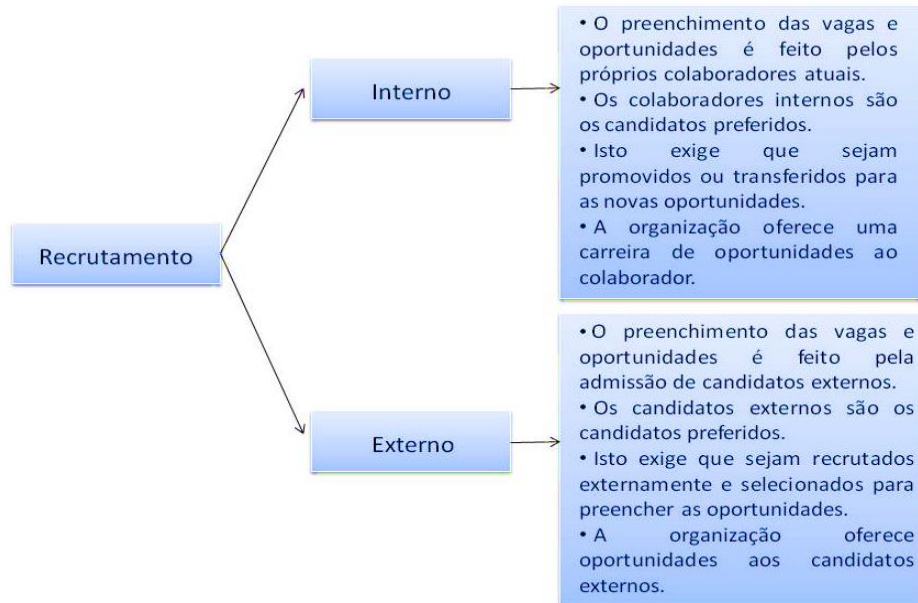 Recrutamento
Interno
• O preenchimento das vagas e
oportunidades é feito pelos
próprios colaboradores atuais.
• Os colaboradores internos são
os candidatos preferidos.
• Isto exige que sejam
promovidos ou transferidos para
as novas oportunidades.
• A organização oferece uma
carreira de oportunidades ao
colaborador.
Externo
• O preenchimento das vagas e
oportunidades é feito pela
admissão de candidatos externos.
• Os candidatos externos são os
candidatos preferidos.
• Isto exige que sejam recrutados
externamente e selecionados para
preencher as oportunidades.
• A organização oferece
oportunidades aos candidatos
externos.